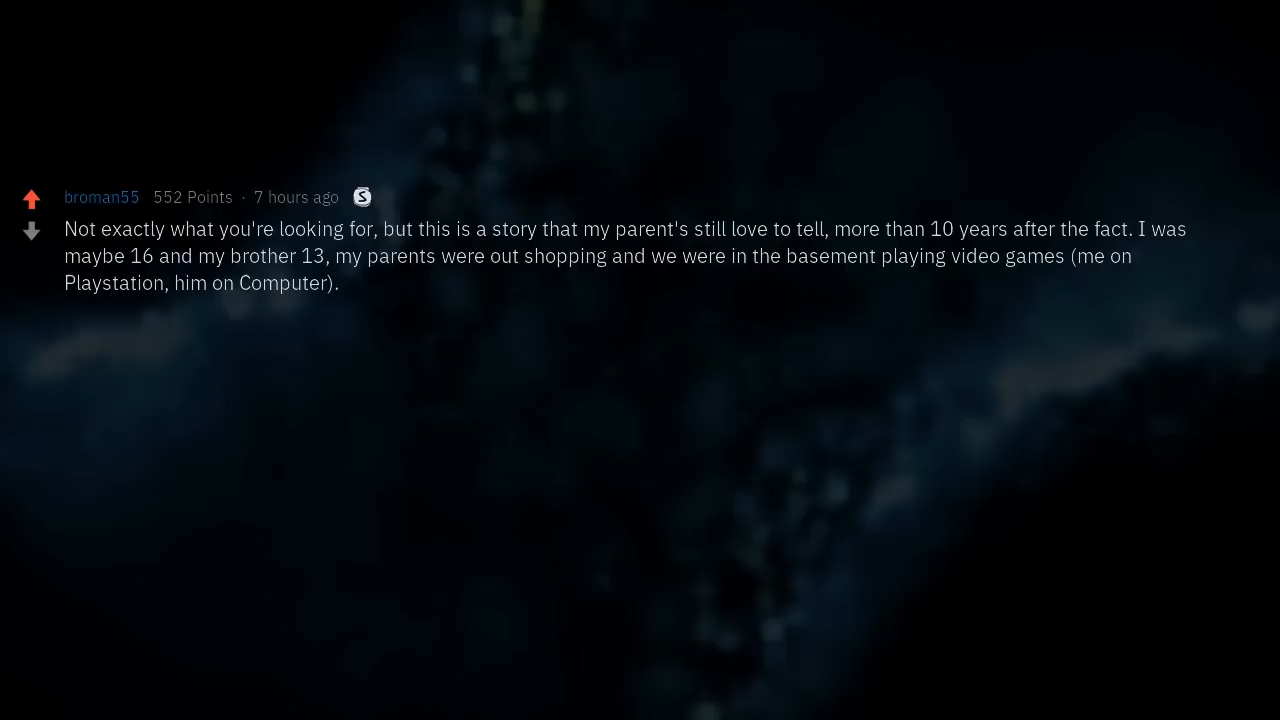 broman55 552 Points · 7 hours ago S
Not exactly what you're looking for, but this is a story that my parent's still love to tell, more than 10 years after the fact. I was
maybe 16 and my brother 13, my parents were out shopping and we were in the basement playing video games (me on
Playstation, him on Computer).